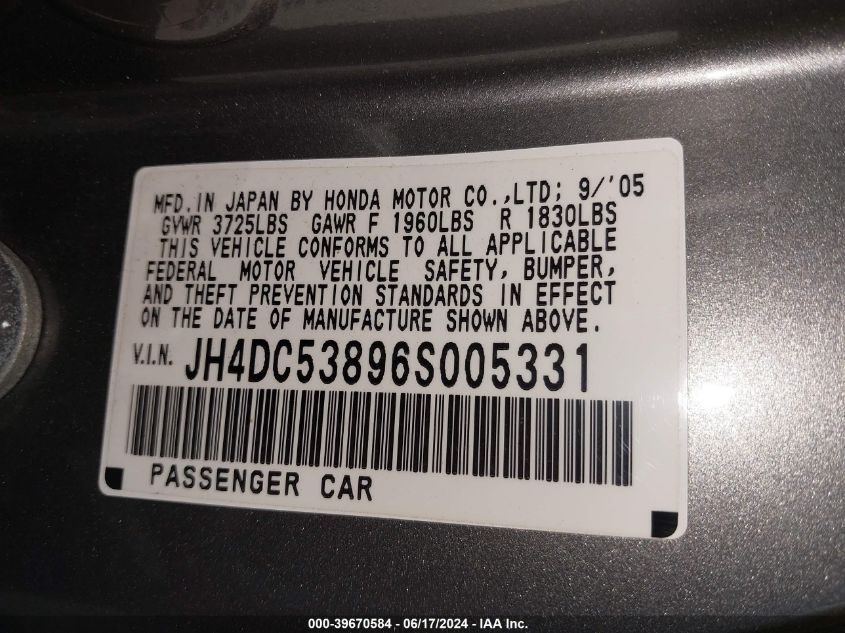 MFD. IN JAPAN BY HONDA MOTOR CO.,LTD; 9/'05
GVWR 3725LBS GAWR F 1960LBS R 1830LBS
THIS VEHICLE CONFORMS TO ALL APPLICABLE
FEDERAL MOTOR VEHICLE SAFETY, BUMPER,
AND THEFT PREVENTION STANDARDS IN EFFECT
ON THE DATE OF MANUFACTURE SHOWN ABOVE.
V.I.N. JH4DC53896S005331
PASSENGER CAR
000-39670584 - 06/17/2024 - IAA Inc.